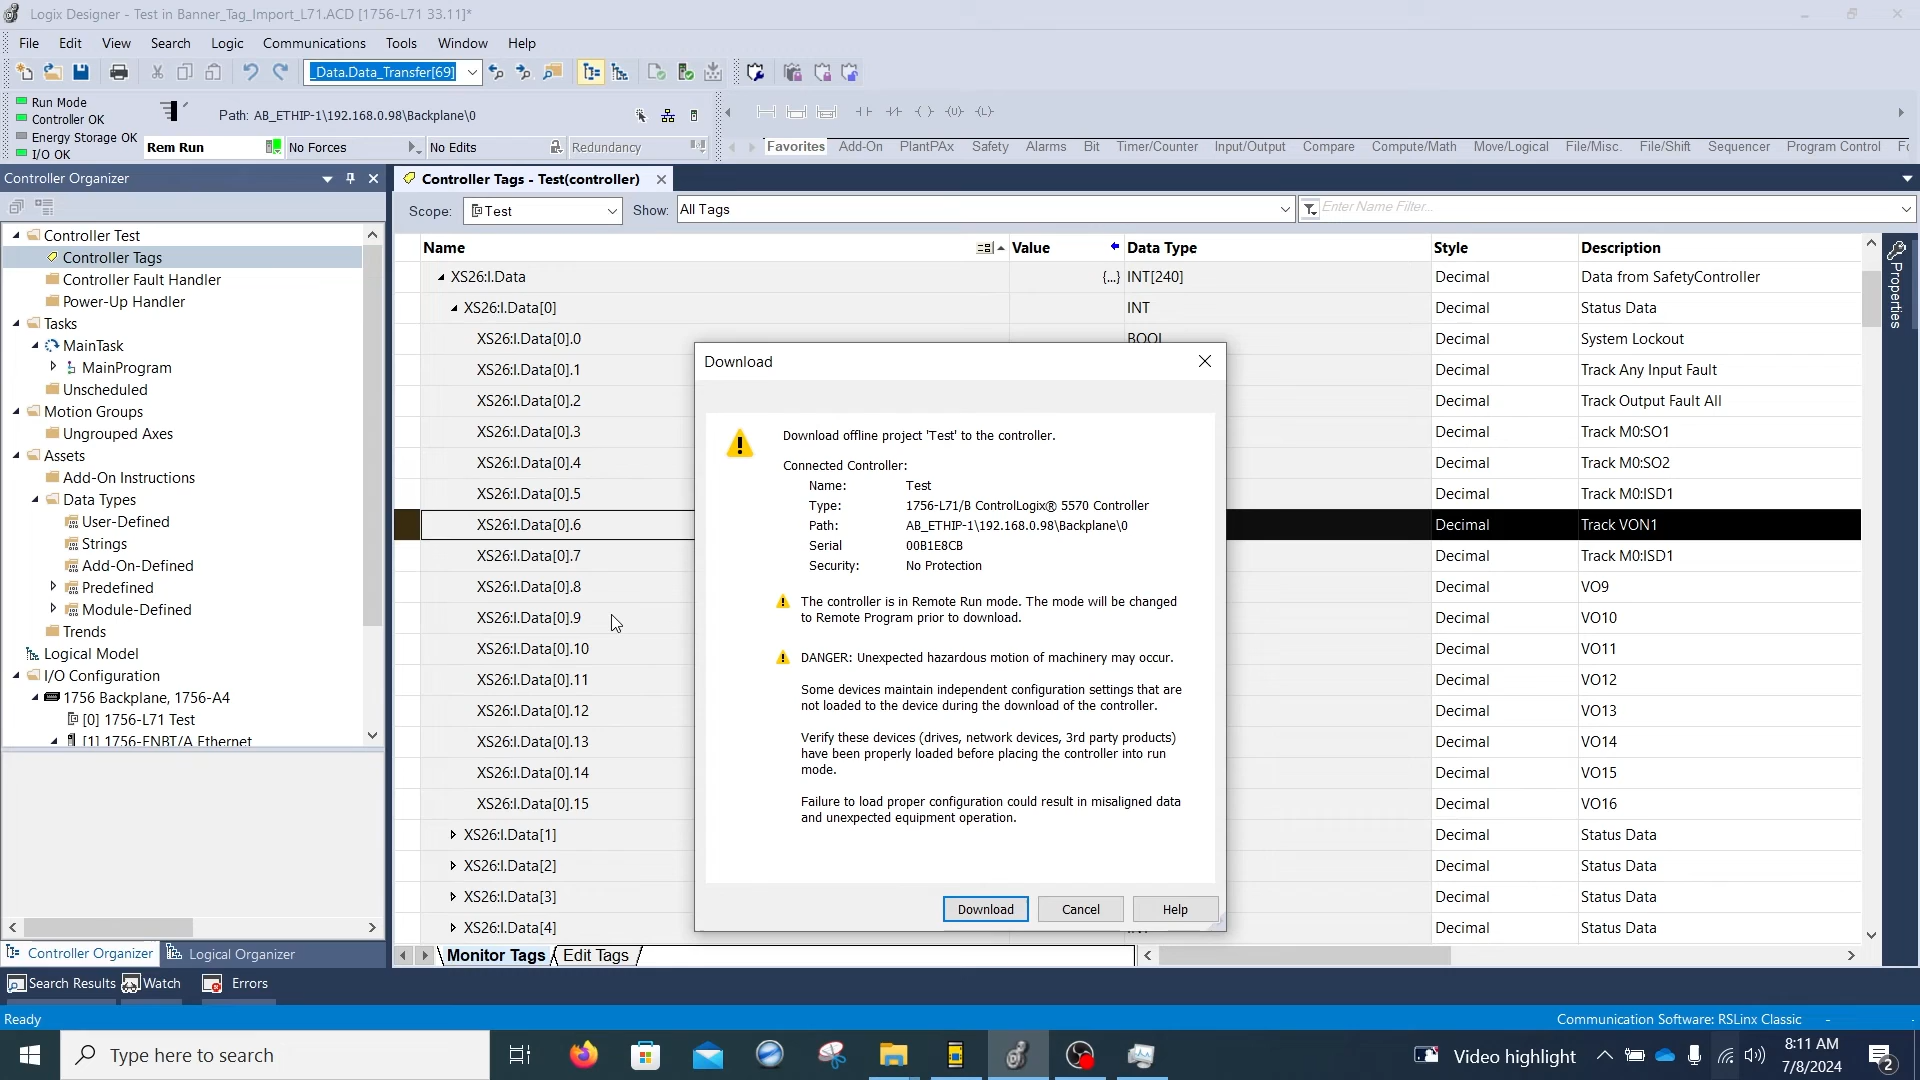 Logix Designer - Test in Banner_Tag_Import_L71.ACD [1756-L71 33.11]*
File Edit View Search Logic Communications Tools Window Help
_Data.Data_Transfer[69]
Run Mode
Controller OK
Energy Storage OK
I/O OK
Path: AB_ETHIP-1\192.168.0.98\Backplane\0
Rem Run No Forces No Edits Redundancy
Favorites Add-On PlantPAx Safety Alarms Bit Timer/Counter Input/Output Compare Compute/Math Move/Logical File/Misc. File/Shift Sequencer Program Control
Controller Organizer
Controller Test
Controller Tags
Controller Fault Handler
Power-Up Handler
Tasks
MainTask
MainProgram
Unscheduled
Motion Groups
Ungrouped Axes
Assets
Add-On Instructions
Data Types
User-Defined
Strings
Add-On-Defined
Predefined
Module-Defined
Trends
Logical Model
I/O Configuration
1756 Backplane, 1756-A4
[0] 1756-L71 Test
[1] 1756-ENBT/A Ethernet
Controller Organizer Logical Organizer
Controller Tags - Test(controller)
Scope: Test Show: All Tags Enter Name Filter...
Name Value Data Type Style Description
XS26:I.Data {...} INT[240] Decimal Data from SafetyController
XS26:I.Data[0] INT Decimal Status Data
XS26:I.Data[0].0 BOOL Decimal System Lockout
XS26:I.Data[0].1 Decimal Track Any Input Fault
XS26:I.Data[0].2 Decimal Track Output Fault All
XS26:I.Data[0].3 Decimal Track M0:SO1
XS26:I.Data[0].4 Decimal Track M0:SO2
XS26:I.Data[0].5 Decimal Track M0:ISD1
XS26:I.Data[0].6 Decimal Track VON1
XS26:I.Data[0].7 Decimal Track M0:ISD1
XS26:I.Data[0].8 Decimal VO9
XS26:I.Data[0].9 Decimal VO10
XS26:I.Data[0].10 Decimal VO11
XS26:I.Data[0].11 Decimal VO12
XS26:I.Data[0].12 Decimal VO13
XS26:I.Data[0].13 Decimal VO14
XS26:I.Data[0].14 Decimal VO15
XS26:I.Data[0].15 Decimal VO16
XS26:I.Data[1] Decimal Status Data
XS26:I.Data[2] Decimal Status Data
XS26:I.Data[3] Decimal Status Data
XS26:I.Data[4] Decimal Status Data
Monitor Tags Edit Tags
Properties
Download
Download offline project 'Test' to the controller.
Connected Controller:
Name: Test
Type: 1756-L71/B ControlLogix® 5570 Controller
Path: AB_ETHIP-1\192.168.0.98\Backplane\0
Serial 00B1E8CB
Security: No Protection
The controller is in Remote Run mode. The mode will be changed
to Remote Program prior to download.
DANGER: Unexpected hazardous motion of machinery may occur.
Some devices maintain independent configuration settings that are
not loaded to the device during the download of the controller.
Verify these devices (drives, network devices, 3rd party products)
have been properly loaded before placing the controller into run
mode.
Failure to load proper configuration could result in misaligned data
and unexpected equipment operation.
Download Cancel Help
Search Results Watch Errors
Ready Communication Software: RSLinx Classic
Type here to search
Video highlight
8:11 AM
7/8/2024
2